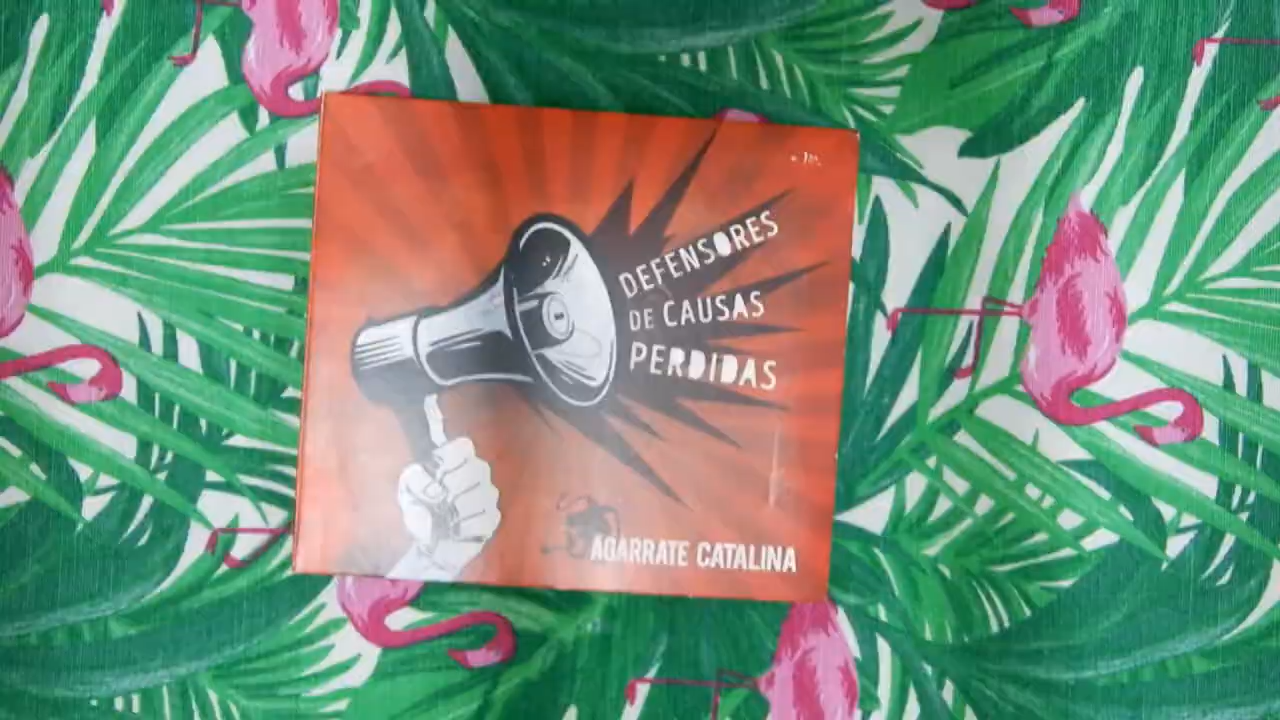 DEFENSORES
DE CAUSAS
PERDIDAS
AGARRATE CATALINA